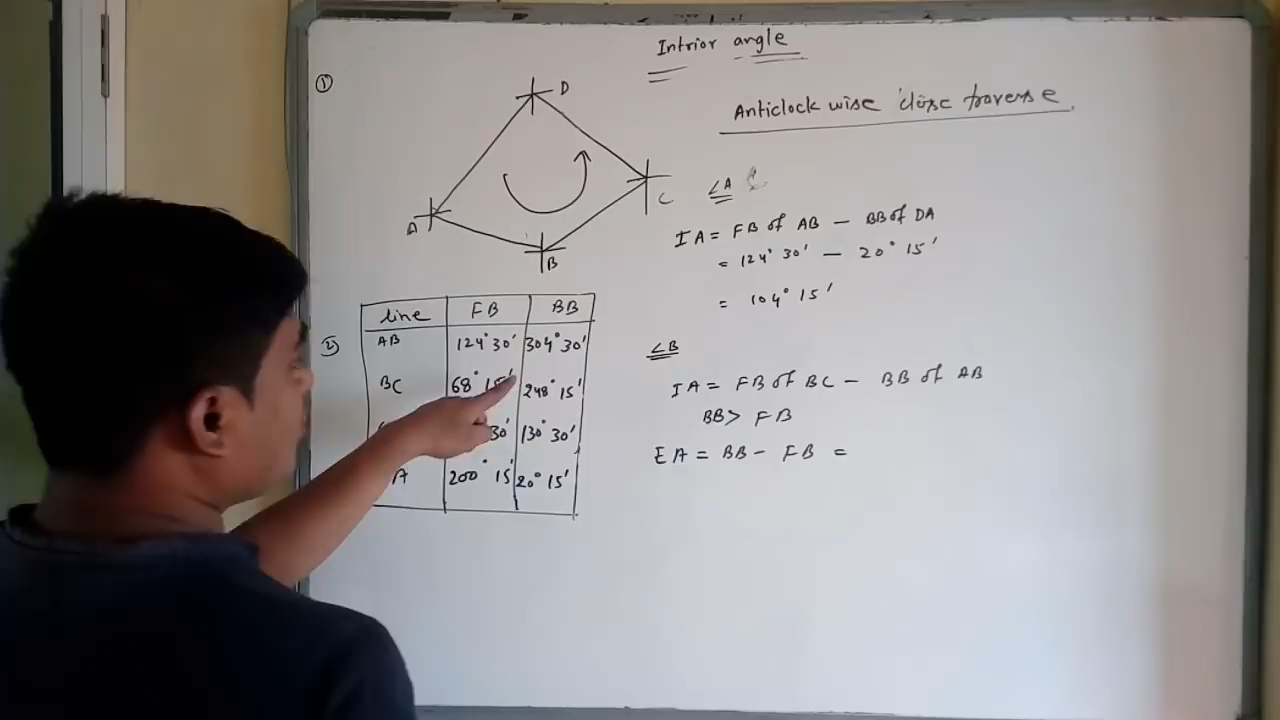 Intrior angle
①
Anticlock wise close traverse
D
C
A
B
∠A
IA = FB of AB - BB of DA
= 124° 30' - 20° 15'
= 104° 15'
②
line FB BB
AB 124° 30' 304° 30'
BC 68° 15' 248° 15'
30' 130° 30'
A 200° 15' 20° 15'
∠B
IA = FB of BC - BB of AB
BB > FB
EA = BB - FB =